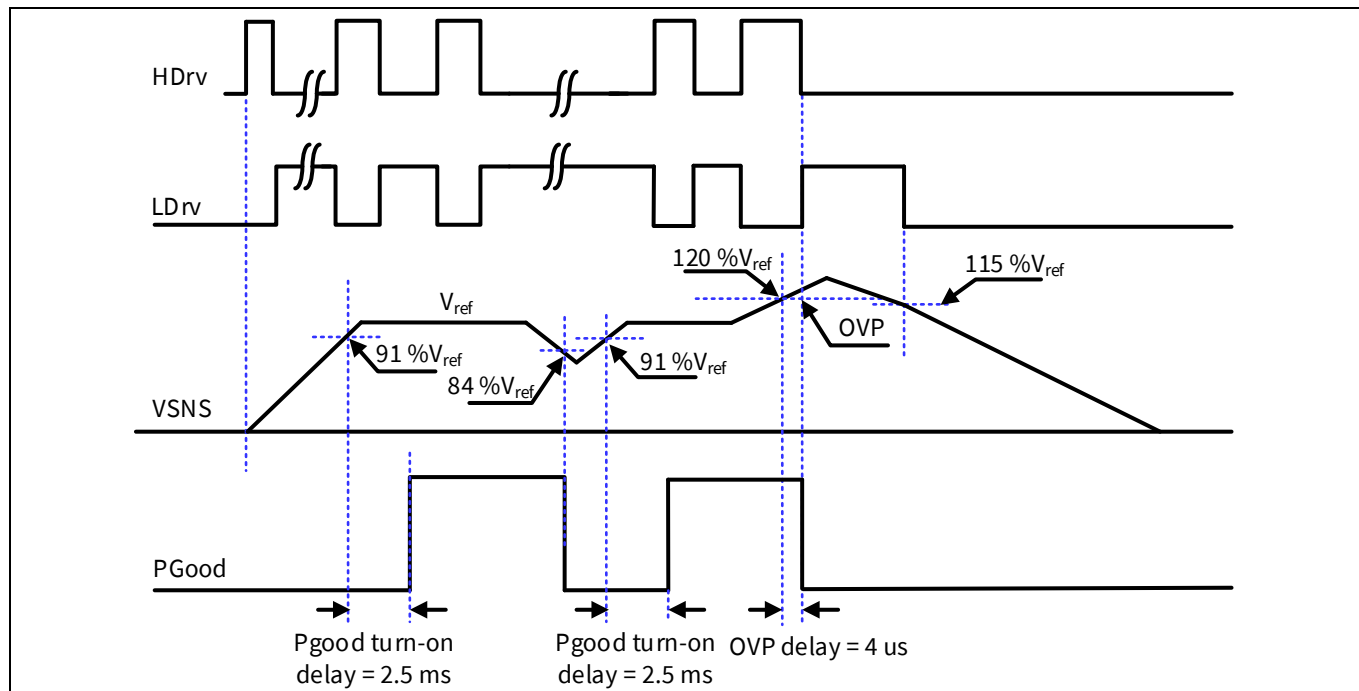 HDrv
LDrv
120 %Vref
115 %Vref
Vref
OVP
91 %Vref
91 %Vref
84 %Vref
VSNS
PGood
Pgood turn-on
delay = 2.5 ms
Pgood turn-on
delay = 2.5 ms
OVP delay = 4 us